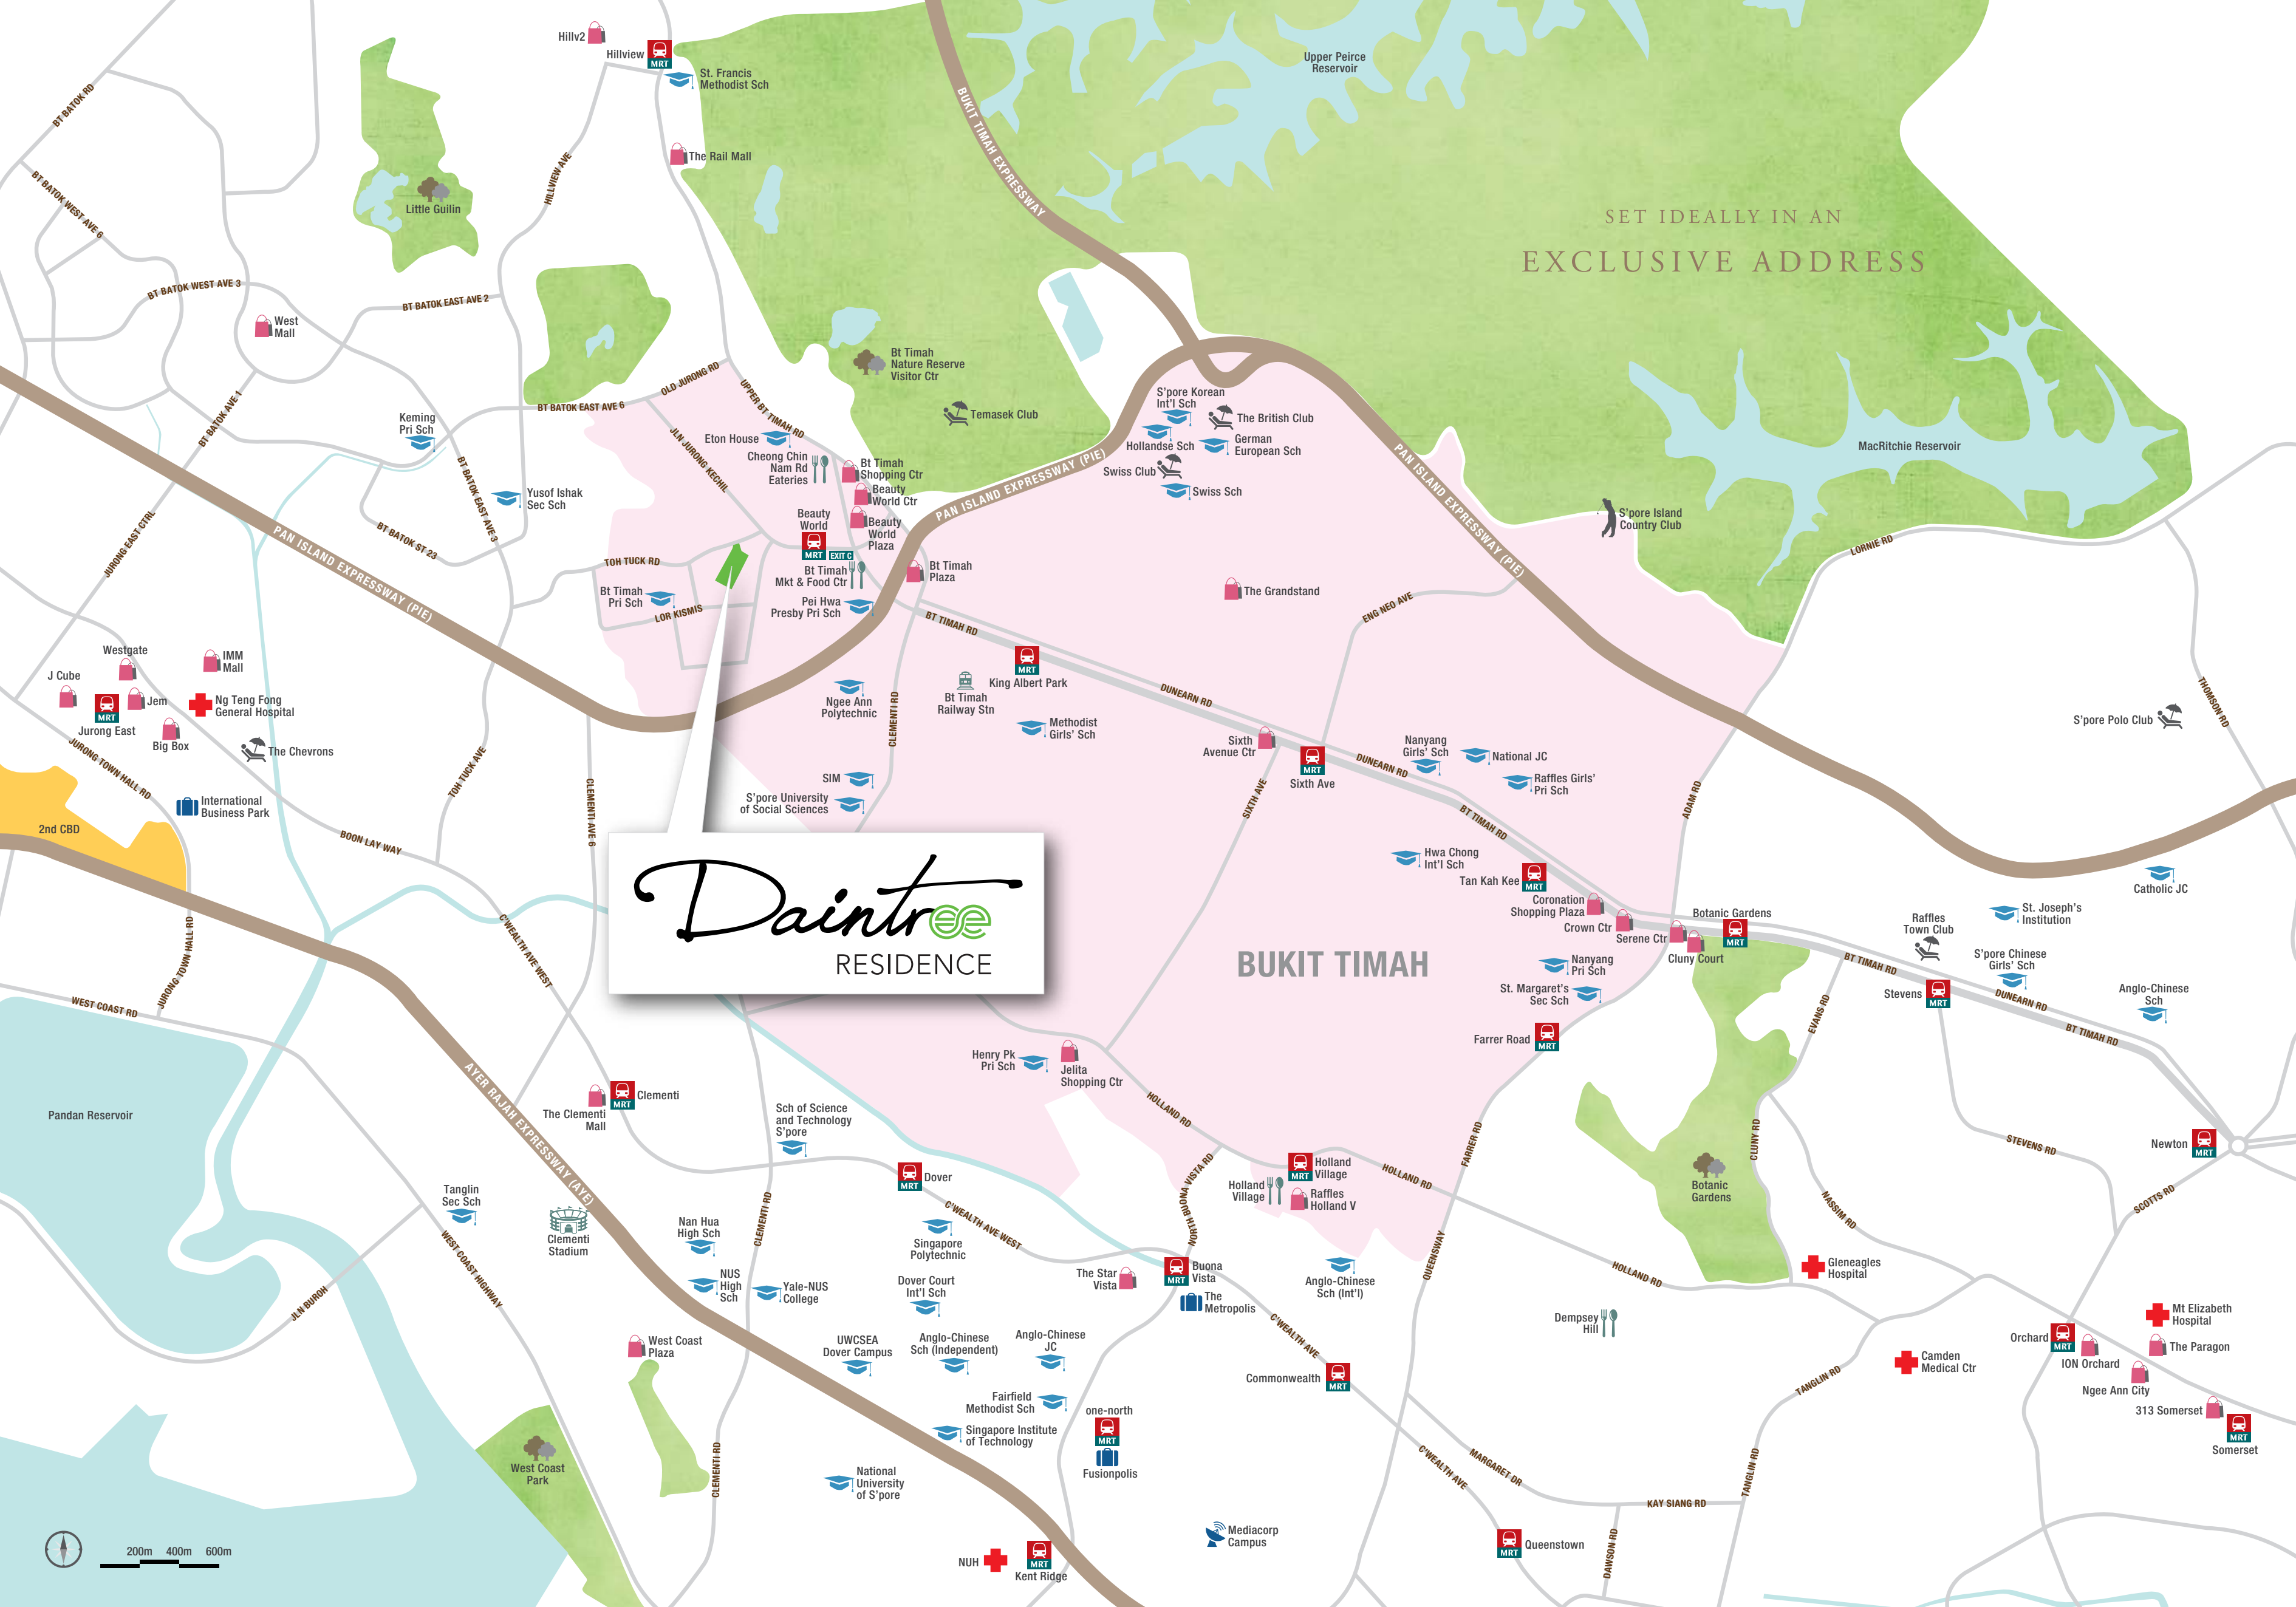 Hillv2
Hillview
MRT
St. Francis
Methodist Sch
The Rail Mall
BT BATOK RD
BT BATOK WEST AVE 6
HILLVIEW AVE
Little Guilin
BT BATOK WEST AVE 3
BT BATOK EAST AVE 2
West
Mall
BUKIT TIMAH EXPRESSWAY
Upper Peirce
Reservoir
SET IDEALLY IN AN
EXCLUSIVE ADDRESS
Bt Timah
Nature Reserve
Visitor Ctr
Temasek Club
OLD JURONG RD
UPPER BT TIMAH RD
BT BATOK EAST AVE 6
BT BATOK AVE 1
Keming
Pri Sch
JLN JURONG KECHIL
Eton House
Cheong Chin
Nam Rd
Eateries
Bt Timah
Shopping Ctr
Beauty
World Ctr
Beauty
World
Plaza
Beauty
World
MRT
EXIT C
Bt Timah
Mkt & Food Ctr
Pei Hwa
Presby Pri Sch
Bt Timah
Plaza
PAN ISLAND EXPRESSWAY (PIE)
S'pore Korean
Int'l Sch
The British Club
Hollandse Sch
German
European Sch
Swiss Club
Swiss Sch
PAN ISLAND EXPRESSWAY (PIE)
MacRitchie Reservoir
S'pore Island
Country Club
LORNIE RD
Yusof Ishak
Sec Sch
BT BATOK EAST AVE 3
BT BATOK ST 23
JURONG EAST CTRL
PAN ISLAND EXPRESSWAY (PIE)
TOH TUCK RD
Bt Timah
Pri Sch
LOR KISMIS
The Grandstand
ENG NEO AVE
BT TIMAH RD
MRT
King Albert Park
Bt Timah
Railway Stn
Methodist
Girls' Sch
DUNEARN RD
Ngee Ann
Polytechnic
CLEMENTI RD
SIM
S'pore University
of Social Sciences
Westgate
J Cube
IMM
Mall
Jem
MRT
Jurong East
Ng Teng Fong
General Hospital
Big Box
The Chevrons
JURONG TOWN HALL RD
International
Business Park
2nd CBD
TOH TUCK AVE
CLEMENTI AVE 6
BOON LAY WAY
Sixth
Avenue Ctr
MRT
Sixth Ave
SIXTH AVE
DUNEARN RD
Nanyang
Girls' Sch
National JC
Raffles Girls'
Pri Sch
BT TIMAH RD
ADAM RD
S'pore Polo Club
THOMSON RD
Hwa Chong
Int'l Sch
Tan Kah Kee
MRT
Coronation
Shopping Plaza
Crown Ctr
Serene Ctr
Cluny Court
Botanic Gardens
MRT
Catholic JC
St. Joseph's
Institution
Raffles
Town Club
S'pore Chinese
Girls' Sch
Anglo-Chinese
Sch
BT TIMAH RD
Stevens
MRT
DUNEARN RD
BT TIMAH RD
EVANS RD
Daintree
RESIDENCE
BUKIT TIMAH
Nanyang
Pri Sch
St. Margaret's
Sec Sch
Farrer Road
MRT
C'WEALTH AVE WEST
JURONG TOWN HALL RD
WEST COAST RD
AYER RAJAH EXPRESSWAY (AYE)
Pandan Reservoir
The Clementi
Mall
MRT
Clementi
Henry Pk
Pri Sch
Jelita
Shopping Ctr
HOLLAND RD
Sch of Science
and Technology
S'pore
MRT
Dover
NORTH BUONA VISTA RD
MRT
Holland
Village
Holland
Village
Raffles
Holland V
HOLLAND RD
FARRER RD
CLUNY RD
Botanic
Gardens
STEVENS RD
Newton
MRT
SCOTTS RD
NASSIM RD
Tanglin
Sec Sch
Clementi
Stadium
Nan Hua
High Sch
CLEMENTI RD
NUS
High
Sch
Yale-NUS
College
Singapore
Polytechnic
C'WEALTH AVE WEST
Dover Court
Int'l Sch
The Star
Vista
MRT
Buona
Vista
The
Metropolis
Anglo-Chinese
Sch (Int'l)
QUEENSWAY
HOLLAND RD
Gleneagles
Hospital
WEST COAST HIGHWAY
JLN BUROH
West Coast
Plaza
UWCSEA
Dover Campus
Anglo-Chinese
Sch (Independent)
Anglo-Chinese
JC
Fairfield
Methodist Sch
Singapore Institute
of Technology
one-north
MRT
Fusionpolis
C'WEALTH AVE
Commonwealth
MRT
Dempsey
Hill
TANGLIN RD
Camden
Medical Ctr
Orchard
MRT
ION Orchard
Mt Elizabeth
Hospital
The Paragon
Ngee Ann City
313 Somerset
MRT
Somerset
West Coast
Park
CLEMENTI RD
National
University
of S'pore
NUH
MRT
Kent Ridge
Mediacorp
Campus
C'WEALTH AVE
MARGARET DR
KAY SIANG RD
TANGLIN RD
DAWSON RD
MRT
Queenstown
200m 400m 600m